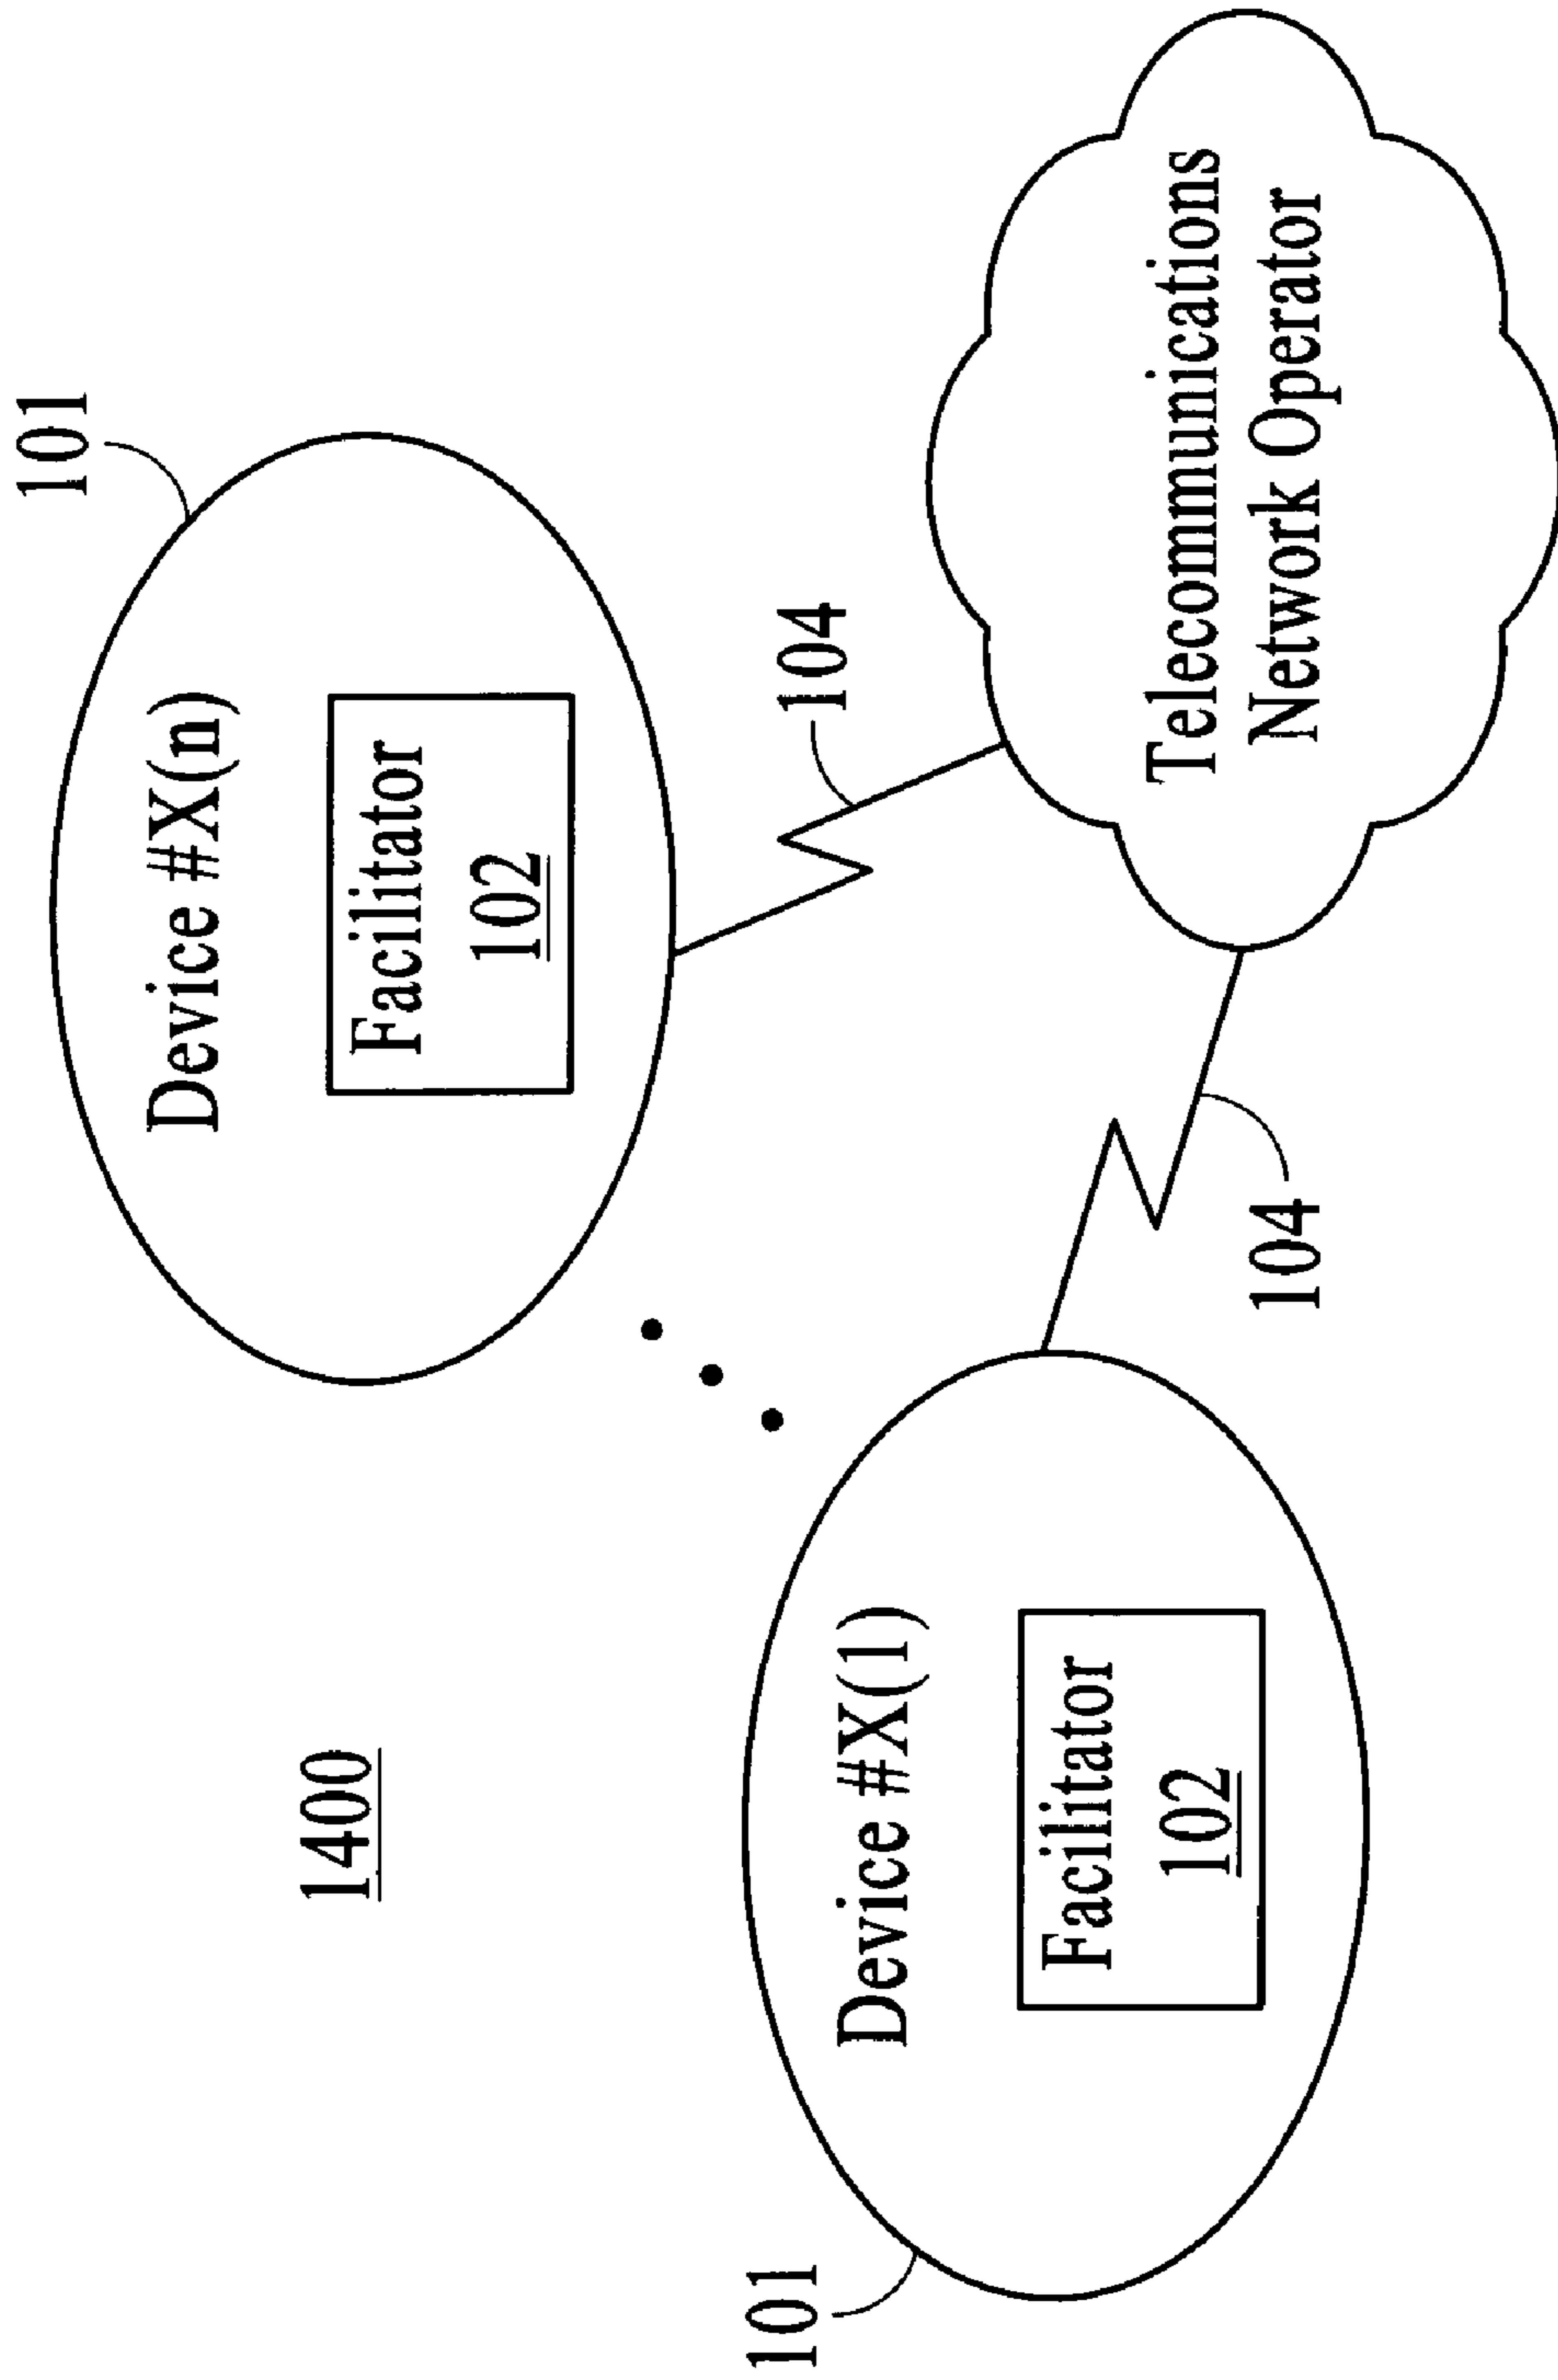 101
Device #X(n)
Facilitator
102
1400
104
101
Device #X(1)
Facilitator
102
104
Telecommunications
Network Operator